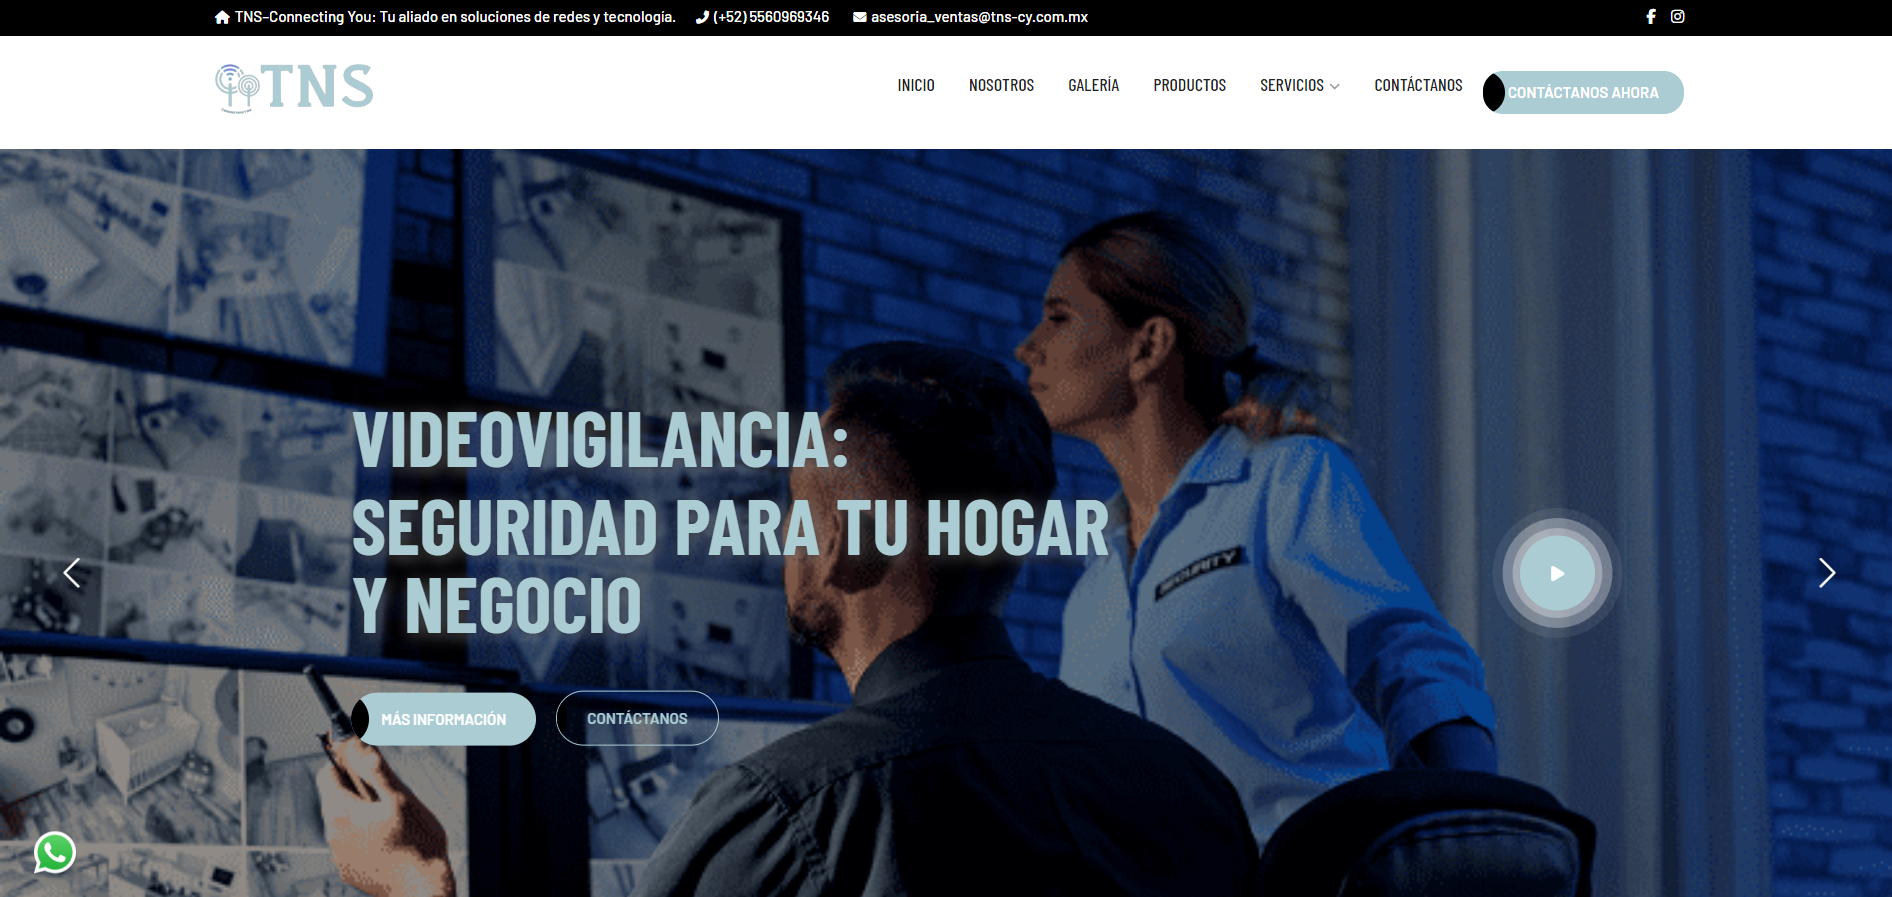 TNS–Connecting You: Tu aliado en soluciones de redes y tecnología. (+52) 5560969346 asesoria_ventas@tns-cy.com.mx
TNS
INICIO NOSOTROS GALERÍA PRODUCTOS SERVICIOS CONTÁCTANOS CONTÁCTANOS AHORA
VIDEOVIGILANCIA:
SEGURIDAD PARA TU HOGAR
Y NEGOCIO
SECURITY
MÁS INFORMACIÓN CONTÁCTANOS